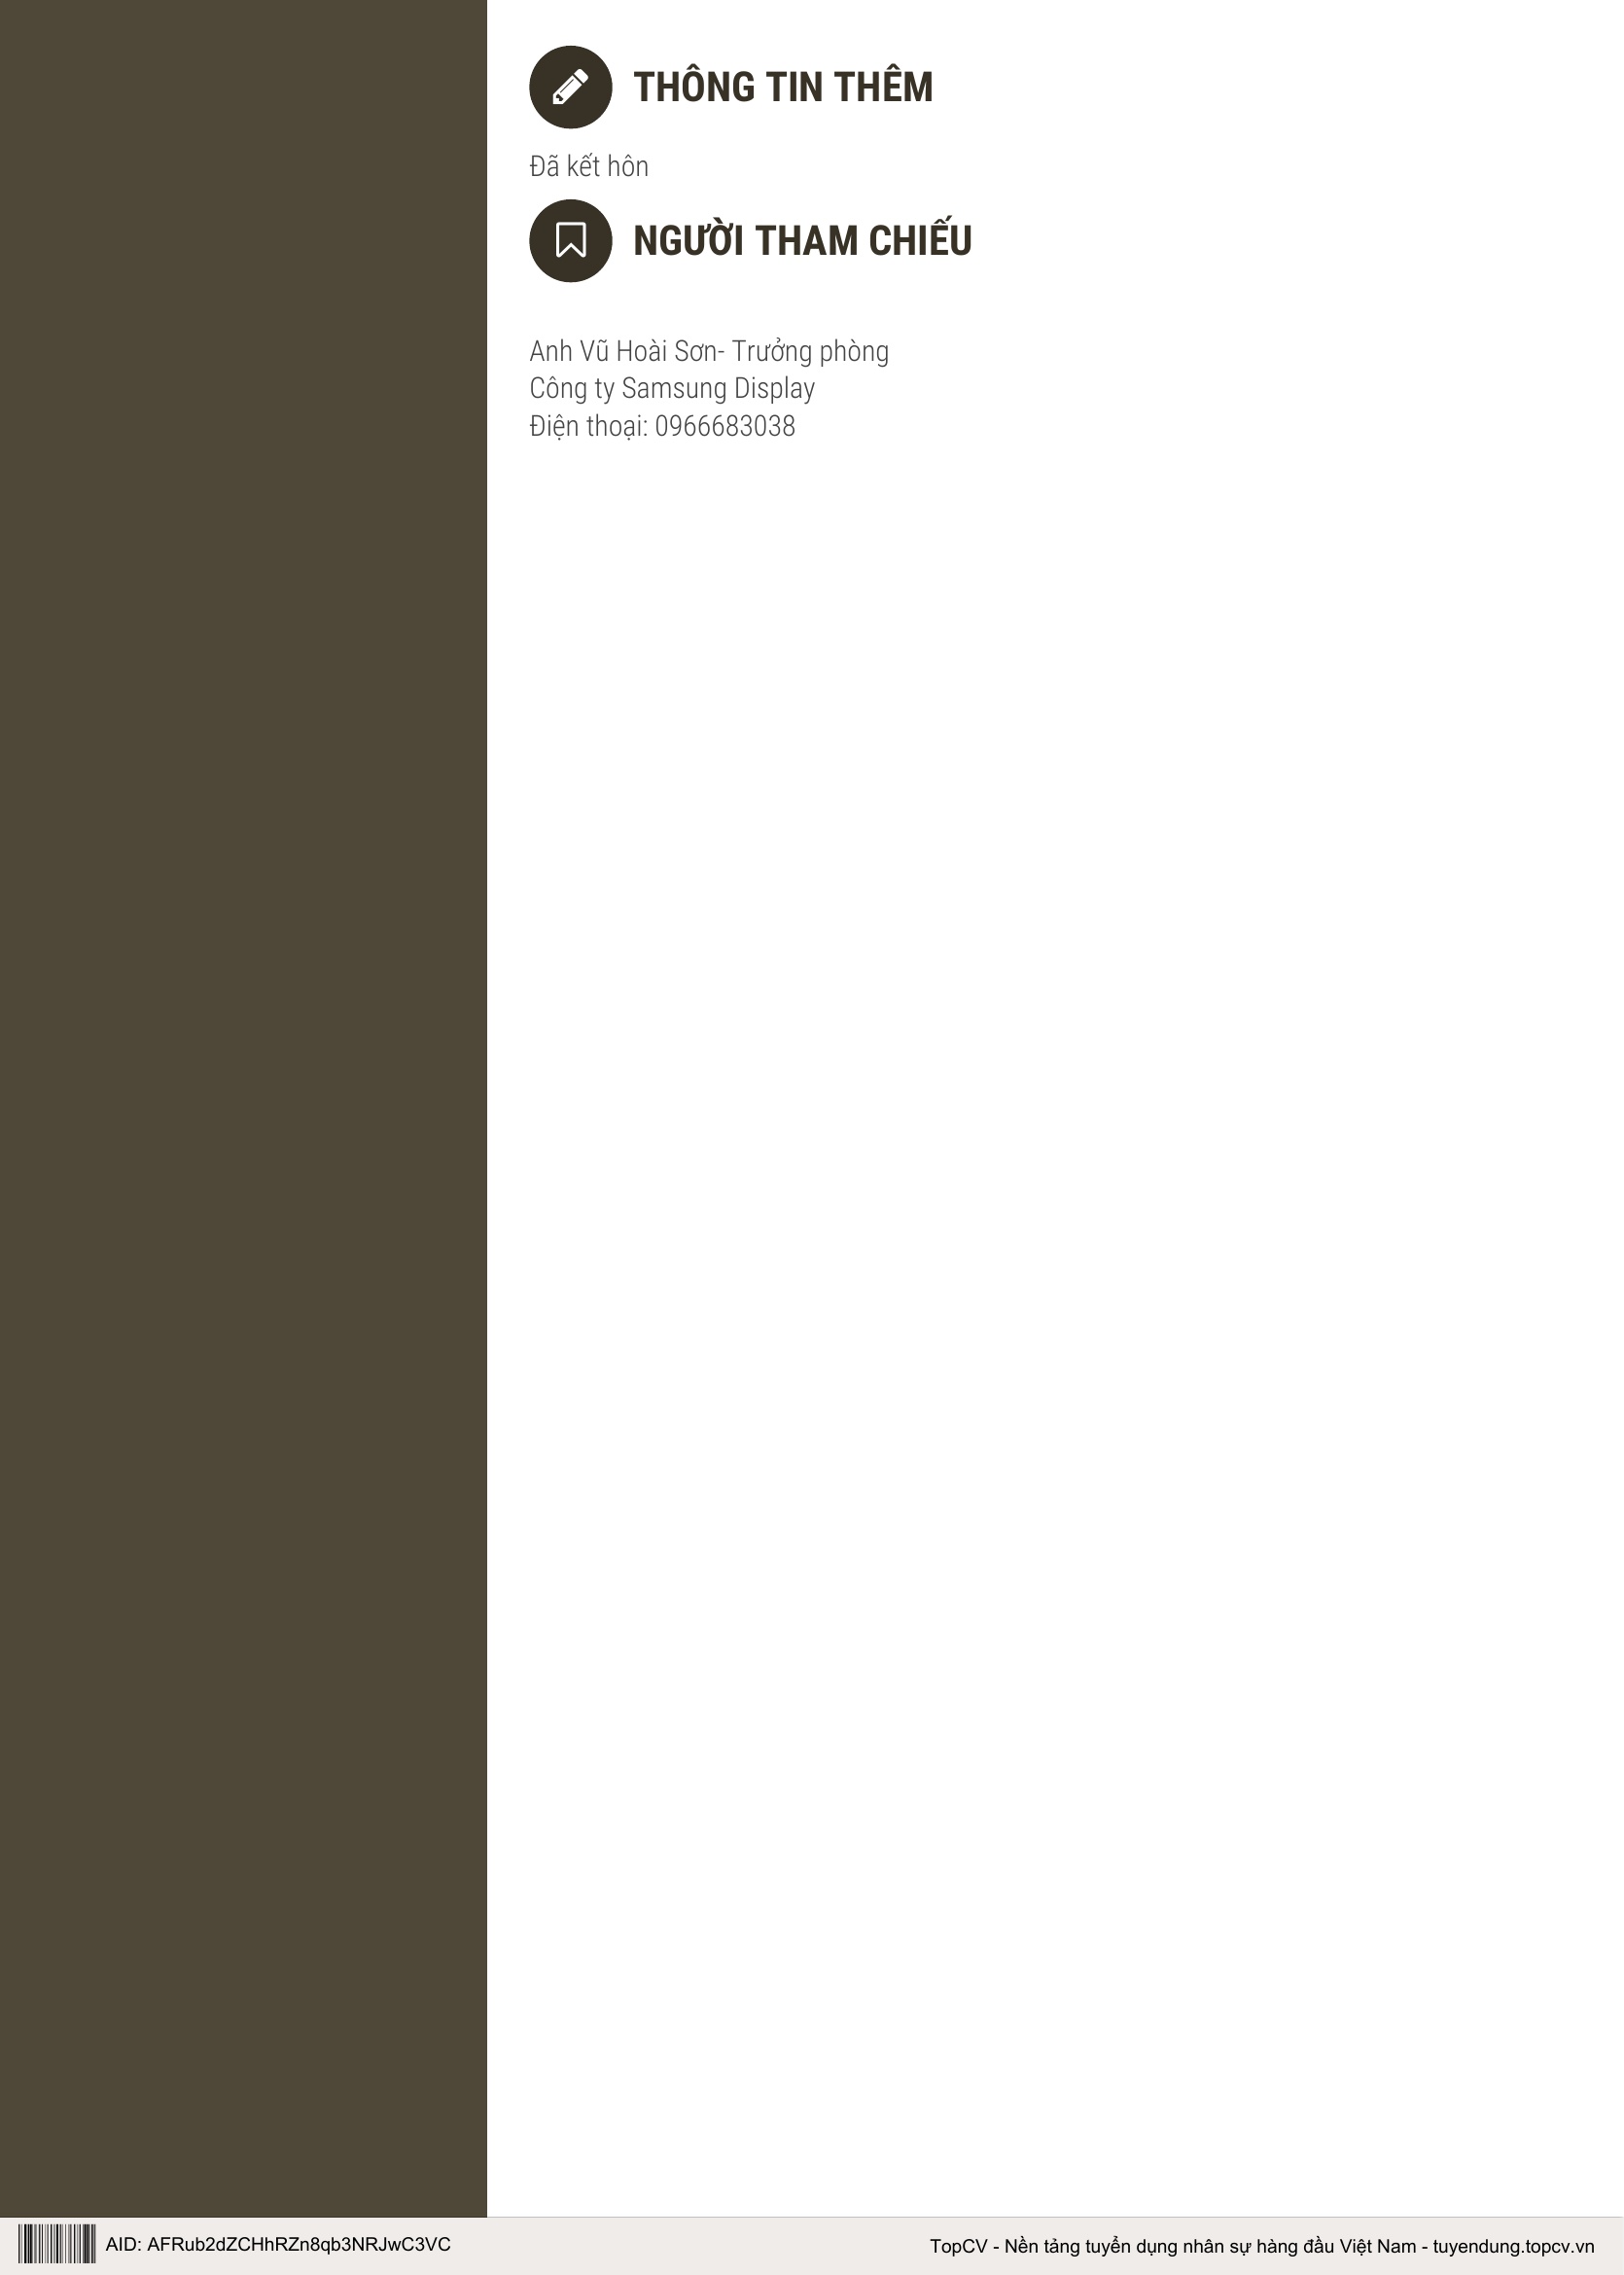 THÔNG TIN THÊM
Đã kết hôn
NGƯỜI THAM CHIẾU
Anh Vũ Hoài Sơn- Trưởng phòng
Công ty Samsung Display
Điện thoại: 0966683038
AID: AFRub2dZCHhRZn8qb3NRJwC3VC
TopCV - Nền tảng tuyển dụng nhân sự hàng đầu Việt Nam - tuyendung.topcv.vn